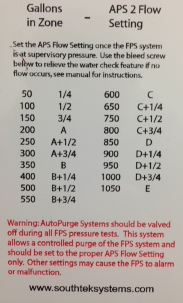 Gallons in Zone - APS 2 Flow Setting
Set the APS Flow Setting once the FPS system
is at supervisory pressure. Use the bleed screw
below to relieve the water check feature if no
flow occurs, see manual for instructions.
50 1/4 600 C
100 1/2 650 C+1/4
150 3/4 750 C+1/2
200 A 800 C+3/4
250 A+1/2 850 D
300 A+3/4 900 D+1/4
350 B 950 D+1/2
400 B+1/4 1000 D+3/4
500 B+1/2 1050 E
550 B+3/4
Warning: AutoPurge Systems should be valved
off during all FPS pressure tests. This system
allows a controlled purge of the FPS system and
should be set to the proper APS Flow Setting
only. Other settings may cause the FPS to alarm
or malfunction.
www.southteksystems.com